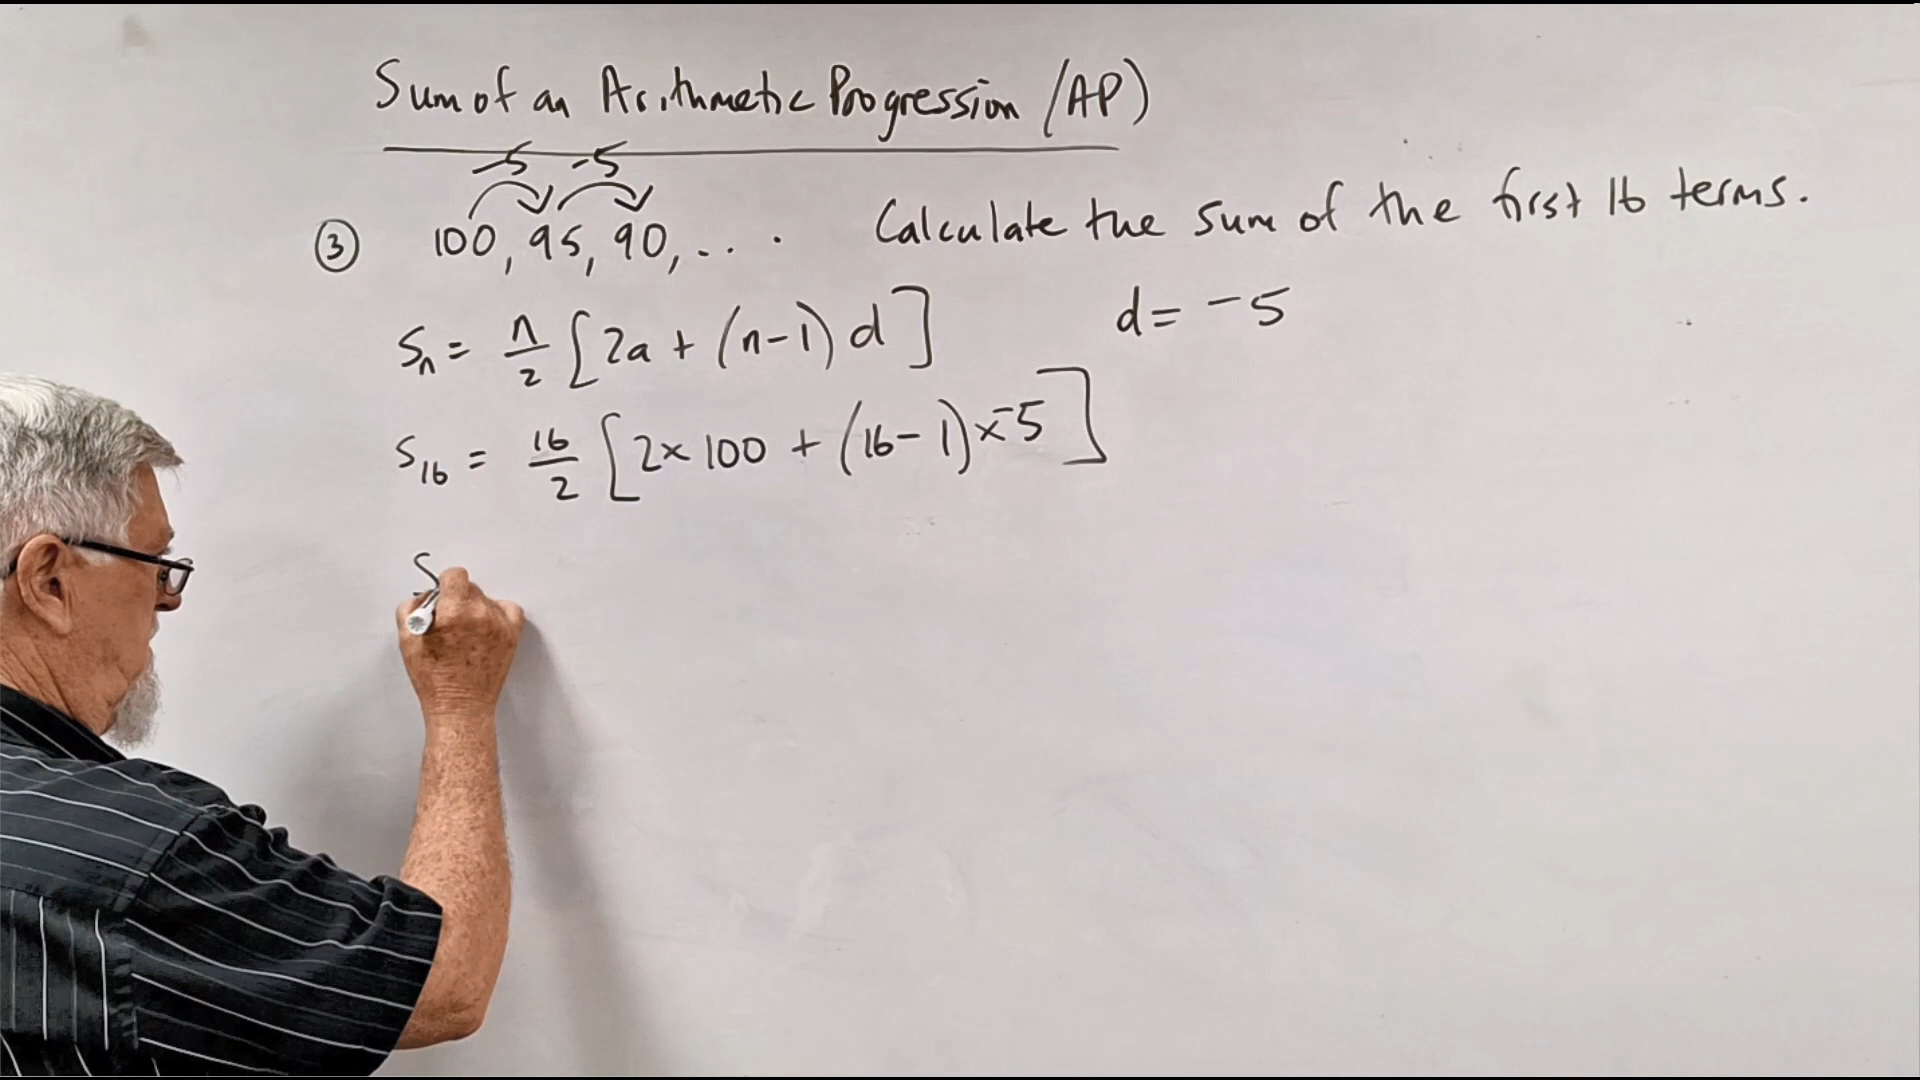 Sum of an Arithmetic Progression (AP)
-5 -5
③ 100, 95, 90, ... . Calculate the sum of the first 16 terms.
Sn = n/2 [2a + (n-1) d] d = -5
S16 = 16/2 [2 x 100 + (16-1) x -5]
S